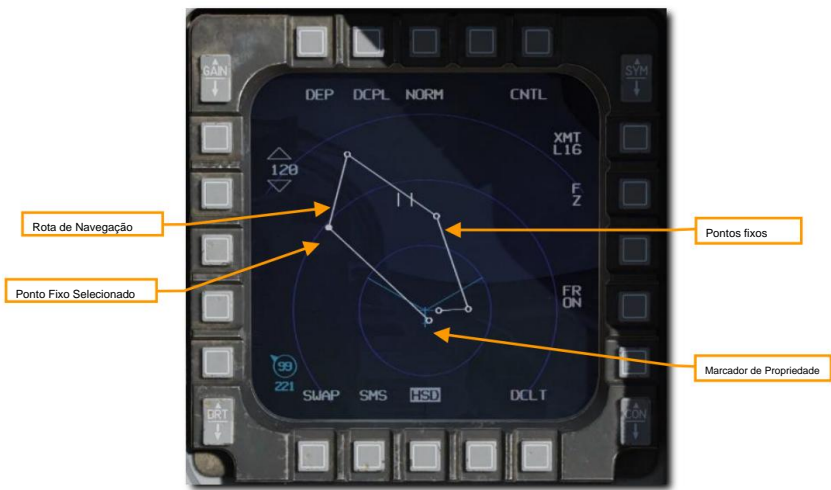 GAIN
SYM
DEP DCPL NORM CNTL
XMT
L16
120
F
Z
Rota de Navegação
Pontos fixos
Ponto Fixo Selecionado
FR
ON
Marcador de Propriedade
99
221
SWAP SMS HSD DCLT
BRT
CON